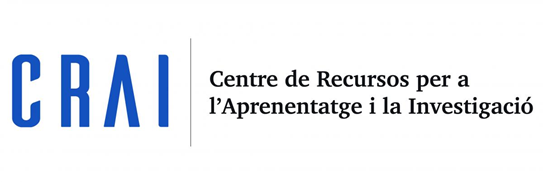 CRAI
Centre de Recursos per a
l’Aprenentatge i la Investigació